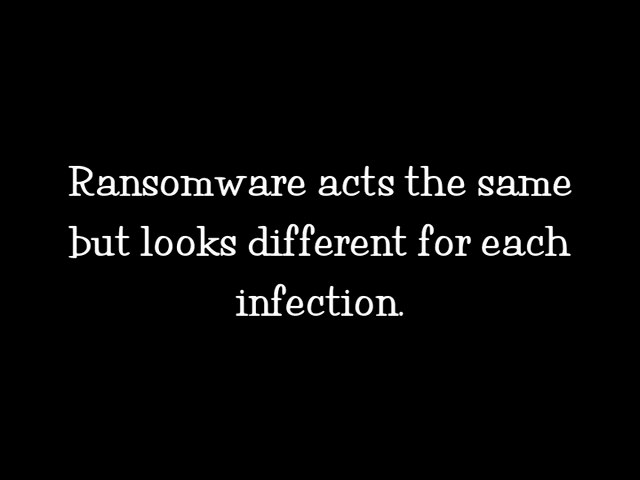 Ransomware acts the same
but looks different for each
infection.